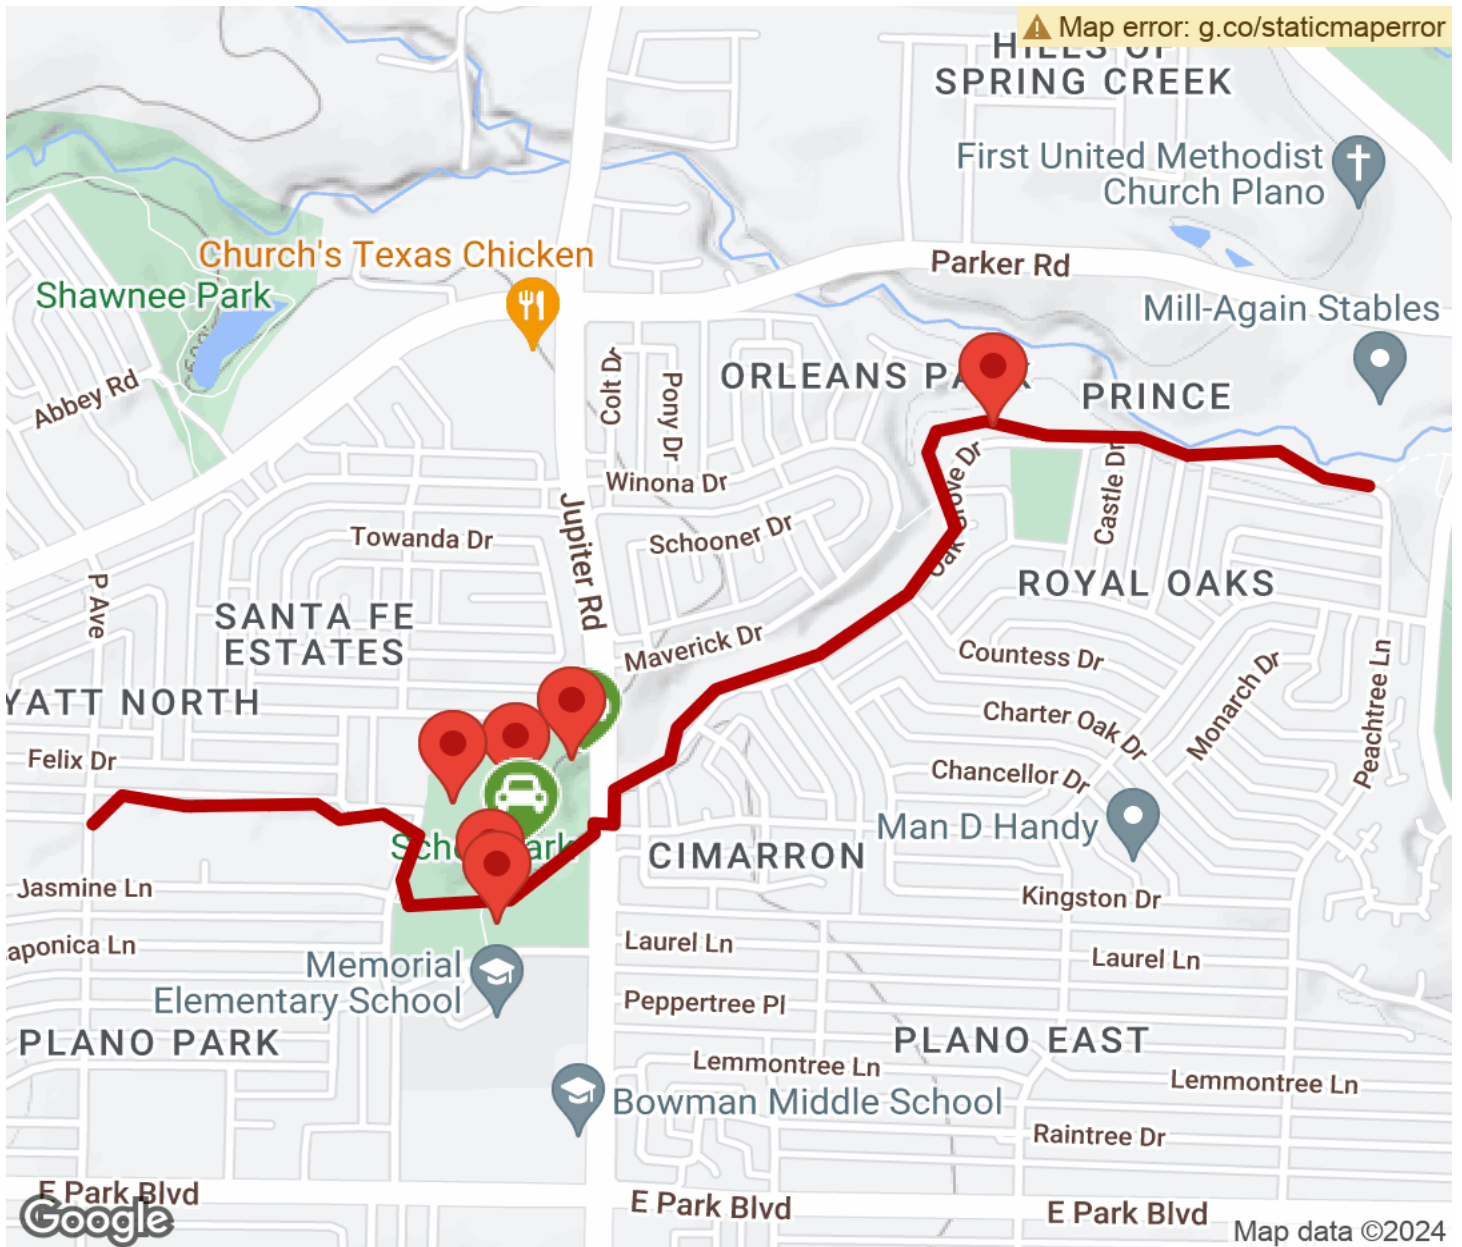 Map error: g.co/staticmaperror
HILLS OF
SPRING CREEK
First United Methodist
Church Plano
Church's Texas Chicken
Parker Rd
Shawnee Park
Mill-Again Stables
Abbey Rd
Colt Dr
Pony Dr
ORLEANS
PRINCE
Winona Dr
Castle Dr
Jupiter Rd
Towanda Dr
Schooner Dr
P Ave
ROYAL OAKS
SANTA FE
ESTATES
Maverick Dr
Countess Dr
Monarch Dr
Peachtree Ln
YATT NORTH
Charter Oak Dr
Felix Dr
Chancellor Dr
Man D Handy
CIMARRON
Jasmine Ln
Kingston Dr
aponica Ln
Laurel Ln
Laurel Ln
Memorial
Elementary School
Peppertree Pl
PLANO PARK
PLANO EAST
Lemmontree Ln
Lemmontree Ln
Bowman Middle School
Raintree Dr
E Park Blvd
E Park Blvd
E Park Blvd
Google
Map data ©2024